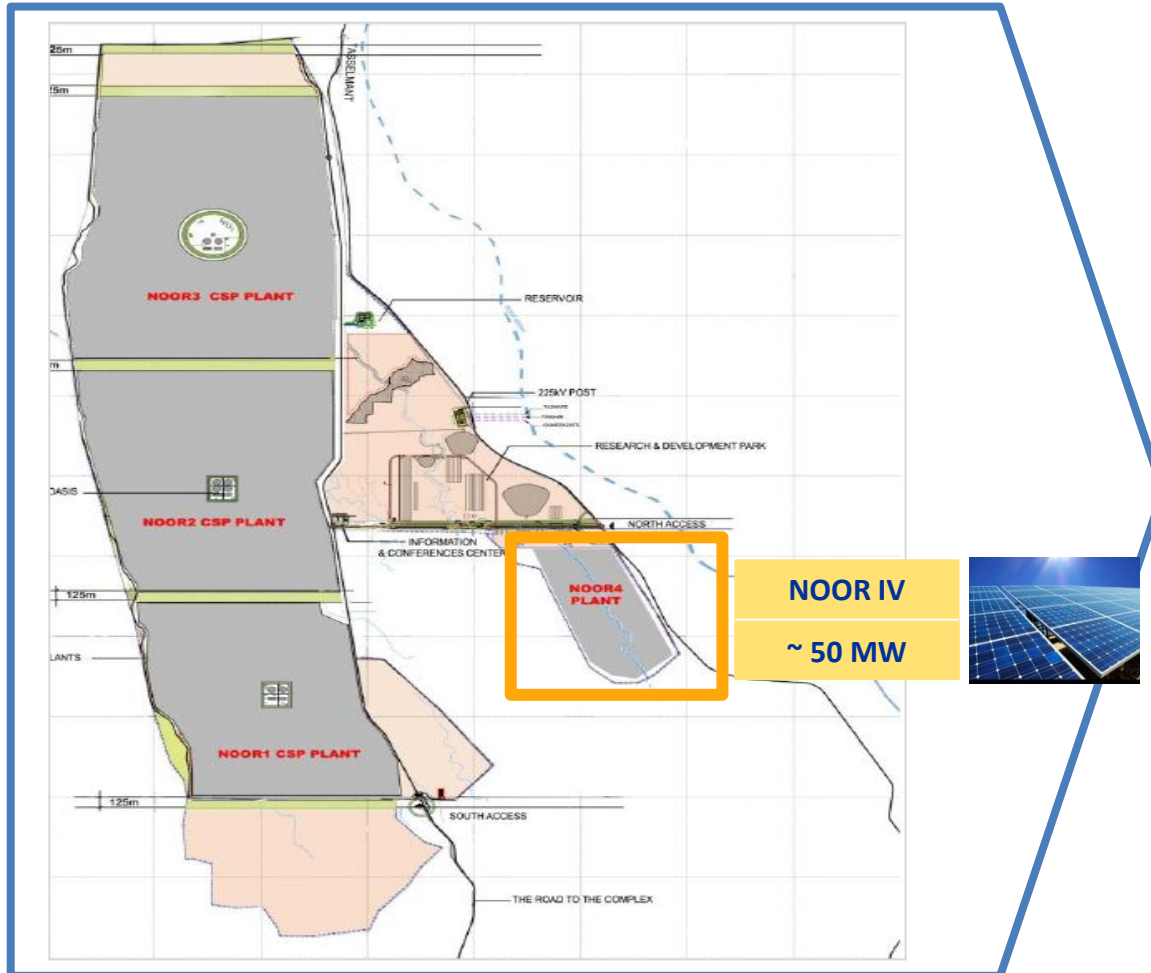 25m
TASSELMANT
5m
NOOR3 CSP PLANT
RESERVOIR
m
225kV POST
RESEARCH & DEVELOPMENT PARK
OASIS
NOOR2 CSP PLANT
NORTH ACCESS
INFORMATION
& CONFERENCES CENTER
NOOR4
PLANT
NOOR IV
~ 50 MW
125m
LANTS
NOOR1 CSP PLANT
125m
SOUTH ACCESS
THE ROAD TO THE COMPLEX